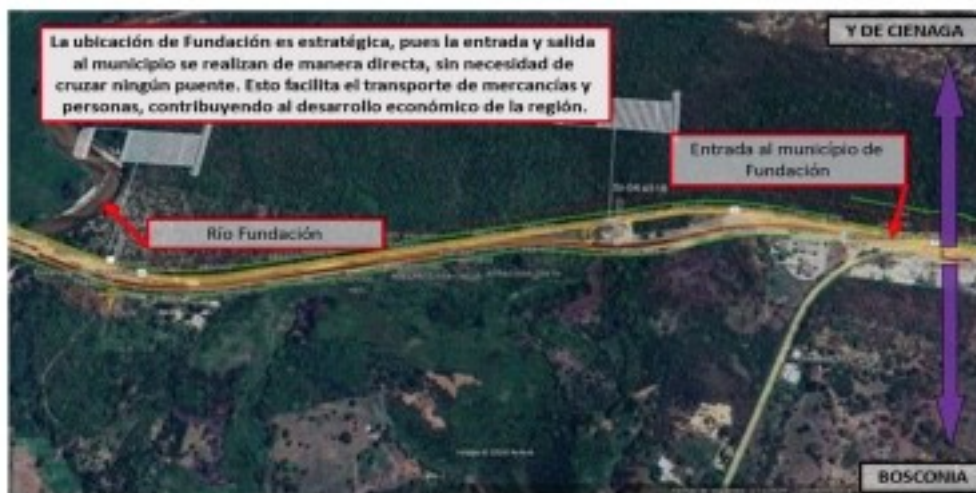 La ubicación de Fundación es estratégica, pues la entrada y salida
al municipio se realizan de manera directa, sin necesidad de
cruzar ningún puente. Esto facilita el transporte de mercancías y
personas, contribuyendo al desarrollo económico de la región.
Y DE CIENAGA
Entrada al municipio de
Fundación
Río Fundación
BOSCONIA